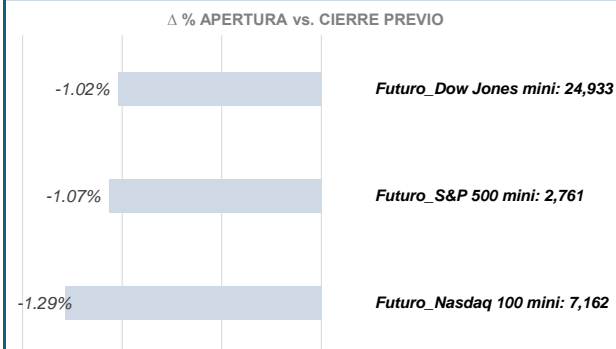 Δ % APERTURA vs. CIERRE PREVIO
-1.02% Futuro_Dow Jones mini: 24,933
-1.07% Futuro_S&P 500 mini: 2,761
-1.29% Futuro_Nasdaq 100 mini: 7,162